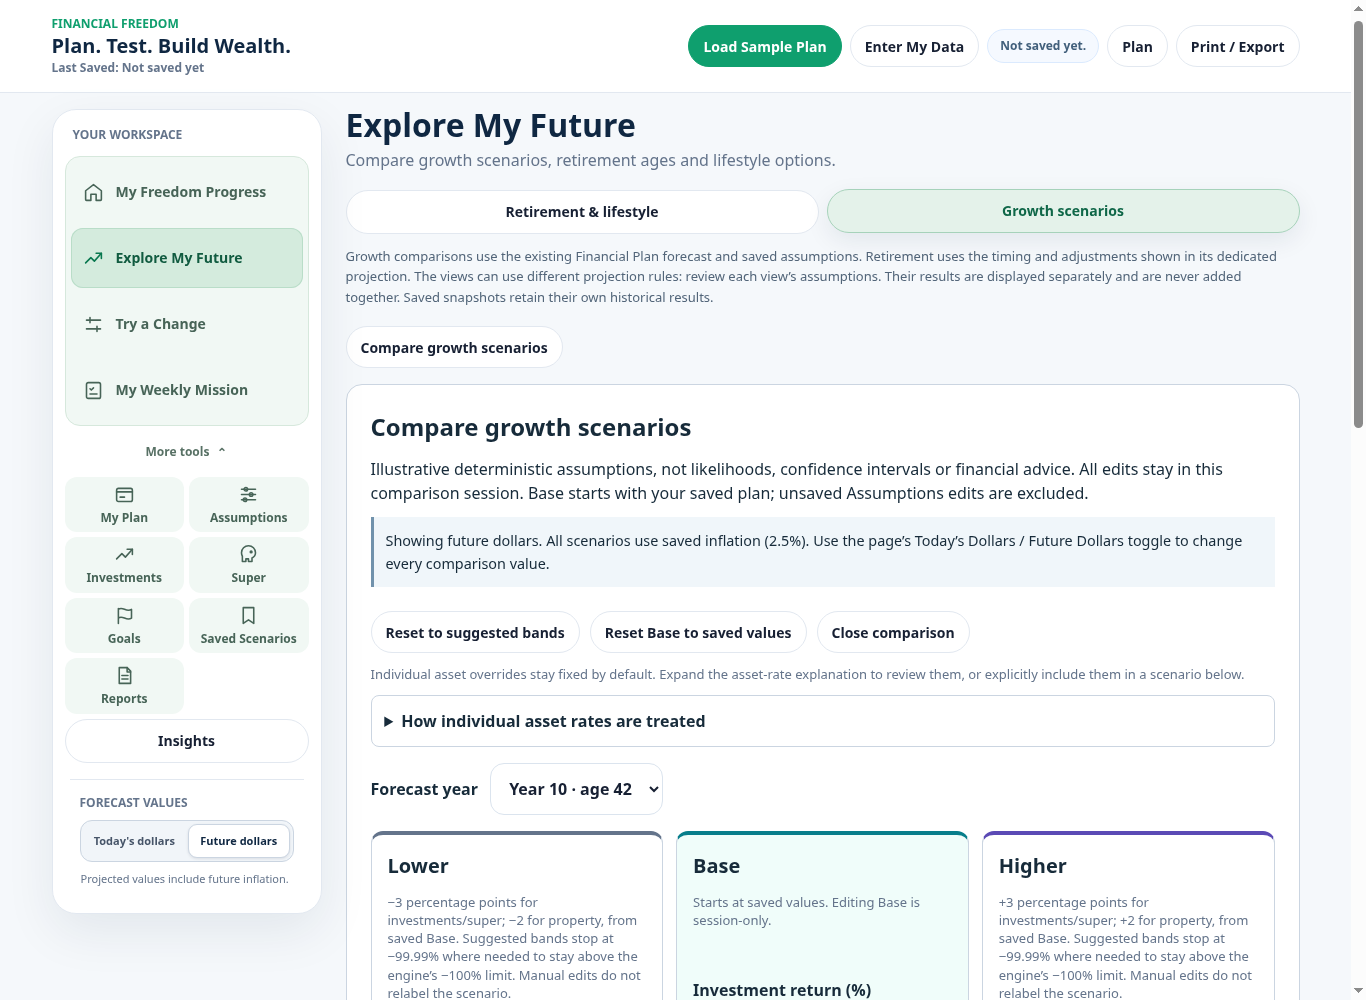 FINANCIAL FREEDOM
Plan. Test. Build Wealth.
Last Saved: Not saved yet
Load Sample Plan
Enter My Data
Not saved yet.
Plan
Print / Export
YOUR WORKSPACE
My Freedom Progress
Explore My Future
Try a Change
My Weekly Mission
More tools ⌃
My Plan
Assumptions
Investments
Super
Goals
Saved Scenarios
Reports
Insights
FORECAST VALUES
Today's dollars
Future dollars
Projected values include future inflation.
Explore My Future
Compare growth scenarios, retirement ages and lifestyle options.
Retirement & lifestyle
Growth scenarios
Growth comparisons use the existing Financial Plan forecast and saved assumptions. Retirement uses the timing and adjustments shown in its dedicated
projection. The views can use different projection rules: review each view’s assumptions. Their results are displayed separately and are never added
together. Saved snapshots retain their own historical results.
Compare growth scenarios
Compare growth scenarios
Illustrative deterministic assumptions, not likelihoods, confidence intervals or financial advice. All edits stay in this
comparison session. Base starts with your saved plan; unsaved Assumptions edits are excluded.
Showing future dollars. All scenarios use saved inflation (2.5%). Use the page’s Today’s Dollars / Future Dollars toggle to change
every comparison value.
Reset to suggested bands
Reset Base to saved values
Close comparison
Individual asset overrides stay fixed by default. Expand the asset-rate explanation to review them, or explicitly include them in a scenario below.
▶ How individual asset rates are treated
Forecast year
Year 10 · age 42
Lower
−3 percentage points for
investments/super; −2 for property, from
saved Base. Suggested bands stop at
−99.99% where needed to stay above the
engine’s −100% limit. Manual edits do not
relabel the scenario.
Base
Starts at saved values. Editing Base is
session-only.
Investment return (%)
Higher
+3 percentage points for
investments/super; +2 for property, from
saved Base. Suggested bands stop at
−99.99% where needed to stay above the
engine’s −100% limit. Manual edits do not
relabel the scenario.